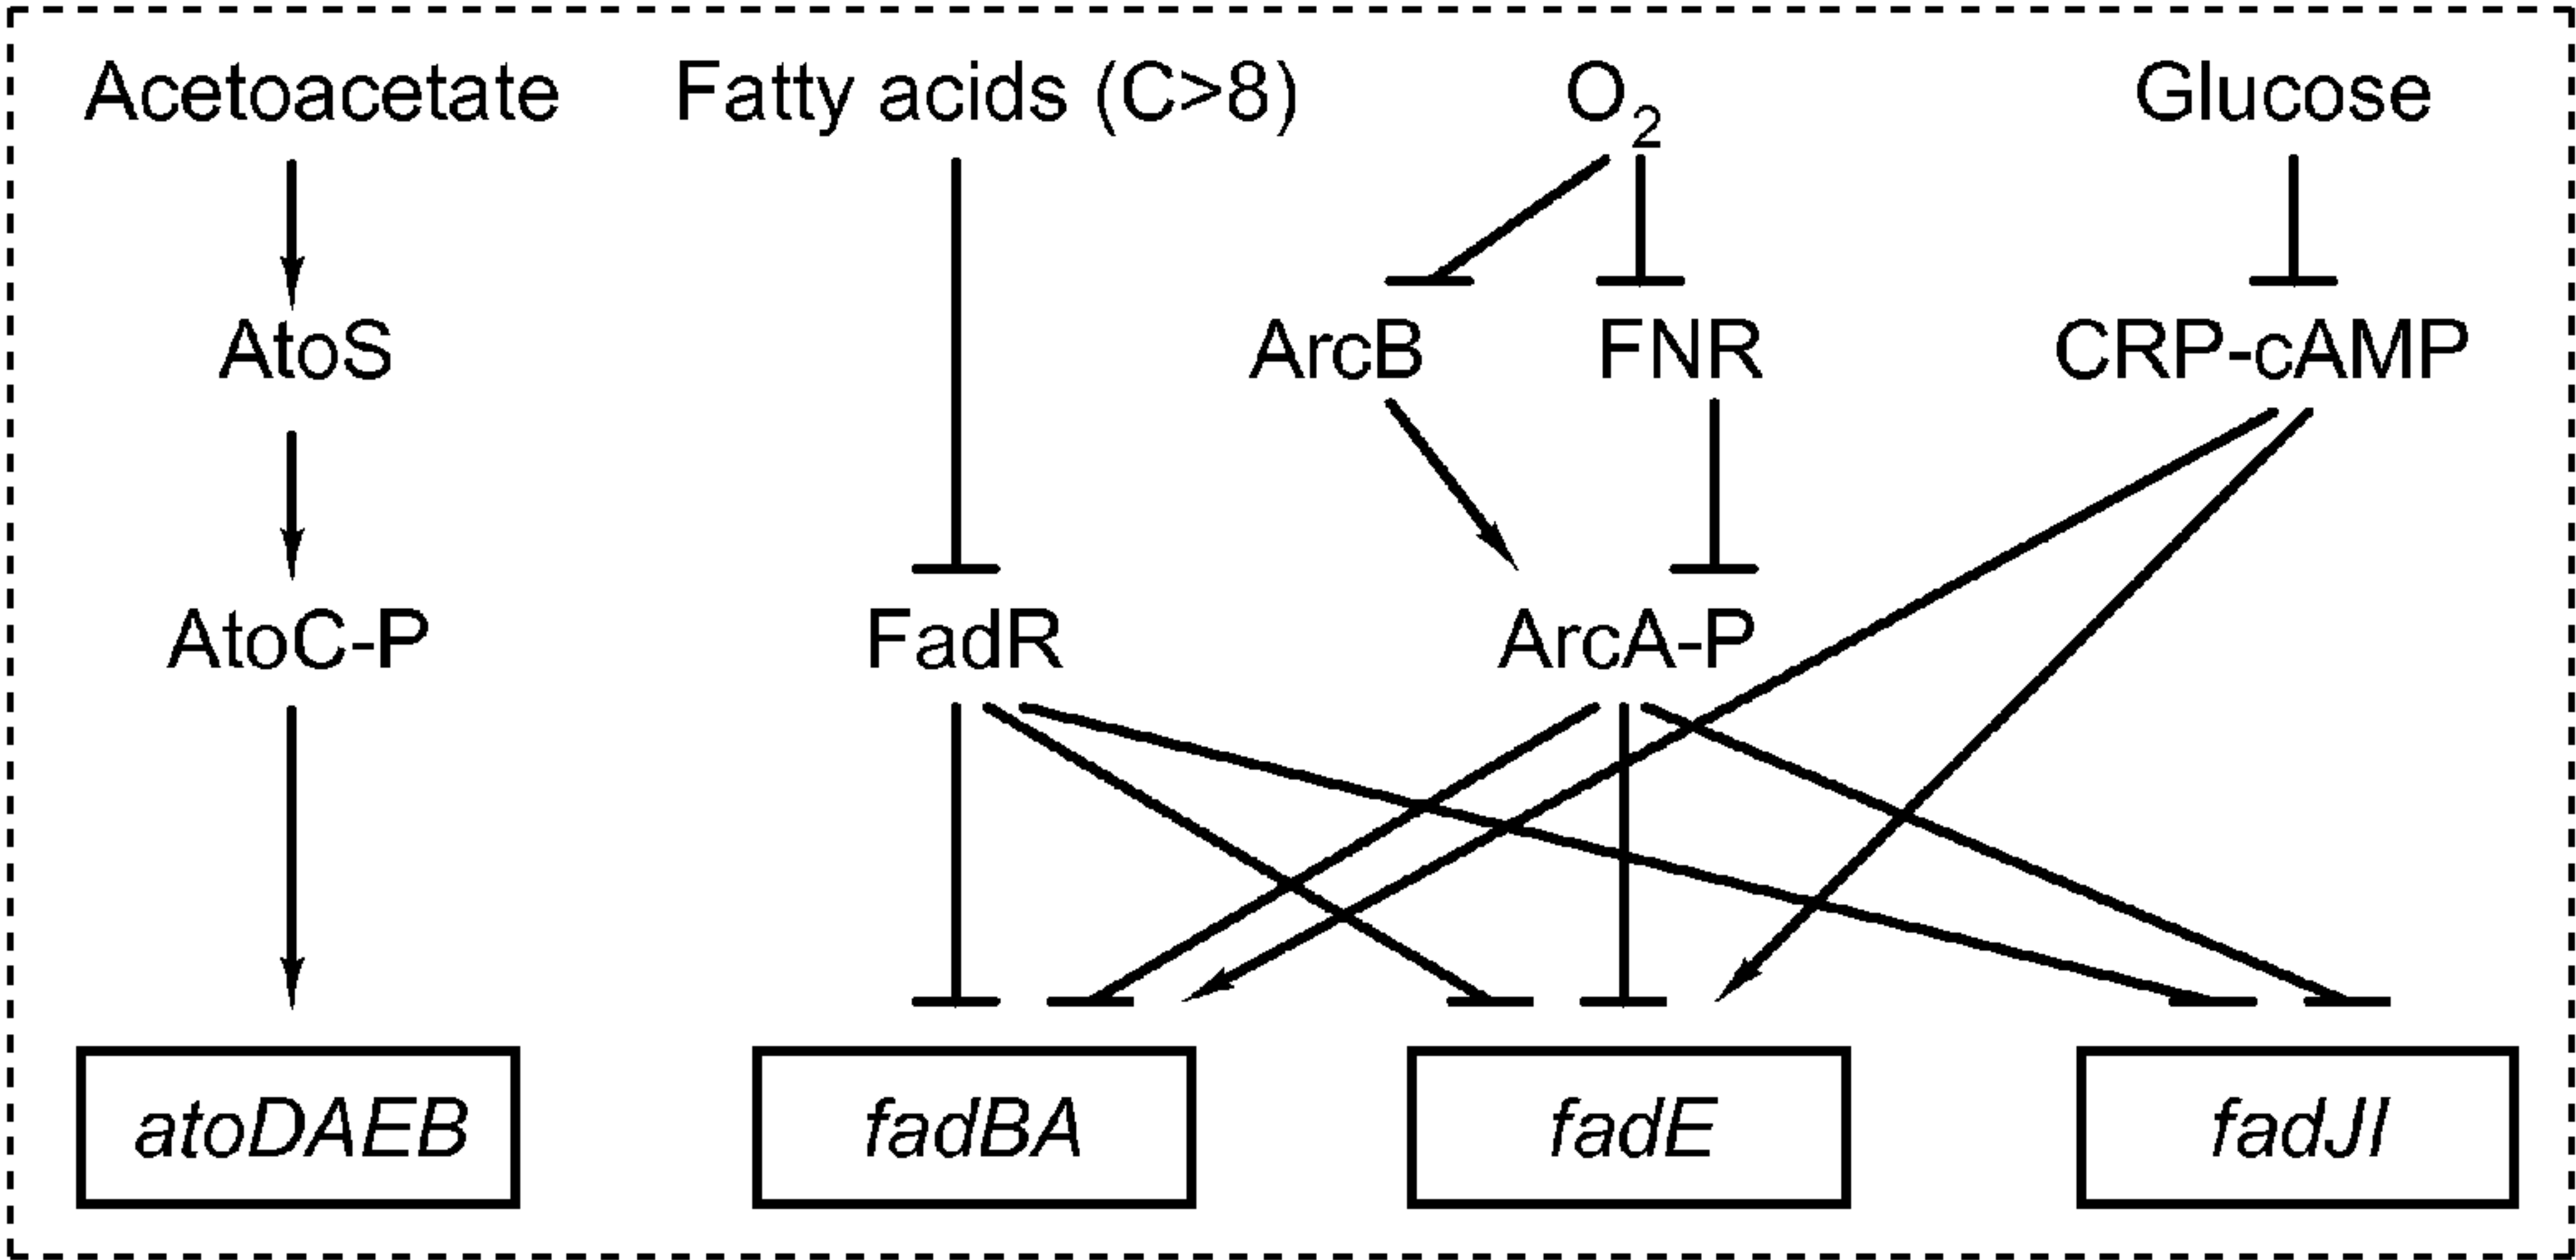 Acetoacetate Fatty acids (C>8) O2 Glucose
AtoS ArcB FNR CRP-cAMP
AtoC-P FadR ArcA-P
atoDAEB fadBA fadE fadJI